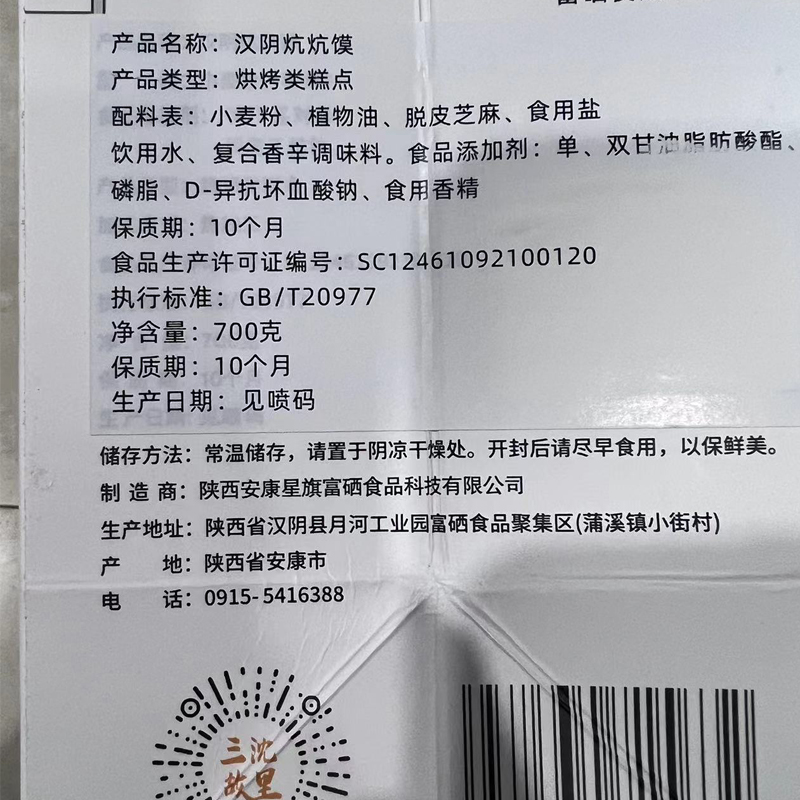 产品名称：汉阴炕炕馍
产品类型：烘烤类糕点
配料表：小麦粉、植物油、脱皮芝麻、食用盐
饮用水、复合香辛调味料。食品添加剂：单、双甘油脂肪酸酯、
磷脂、D-异抗坏血酸钠、食用香精
保质期：10个月
食品生产许可证编号：SC12461092100120
执行标准：GB/T20977
净含量：700克
保质期：10个月
生产日期：见喷码
储存方法：常温储存，请置于阴凉干燥处。开封后请尽早食用，以保鲜美。
制造商：陕西安康星旗富硒食品科技有限公司
生产地址：陕西省汉阴县月河工业园富硒食品聚集区(蒲溪镇小街村)
产地：陕西省安康市
电话：0915-5416388
三沈
故里